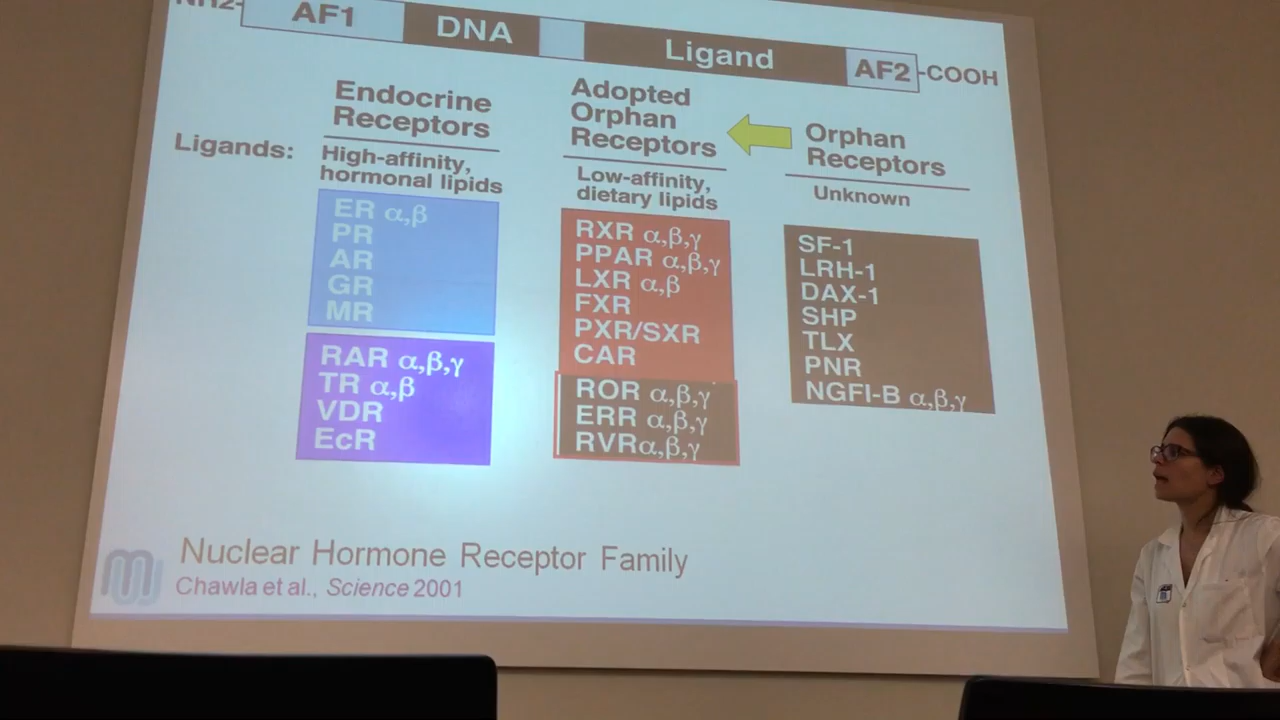 NH2-
AF1
DNA
Ligand
AF2
-COOH
Ligands:
Endocrine
Receptors
High-affinity,
hormonal lipids
ER α,β
PR
AR
GR
MR
RAR α,β,γ
TR α,β
VDR
EcR
Adopted
Orphan
Receptors
Low-affinity,
dietary lipids
RXR α,β,γ
PPAR α,β,γ
LXR α,β
FXR
PXR/SXR
CAR
ROR α,β,γ
ERR α,β,γ
RVRα,β,γ
Orphan
Receptors
Unknown
SF-1
LRH-1
DAX-1
SHP
TLX
PNR
NGFI-B α,β,γ
Nuclear Hormone Receptor Family
Chawla et al., Science 2001